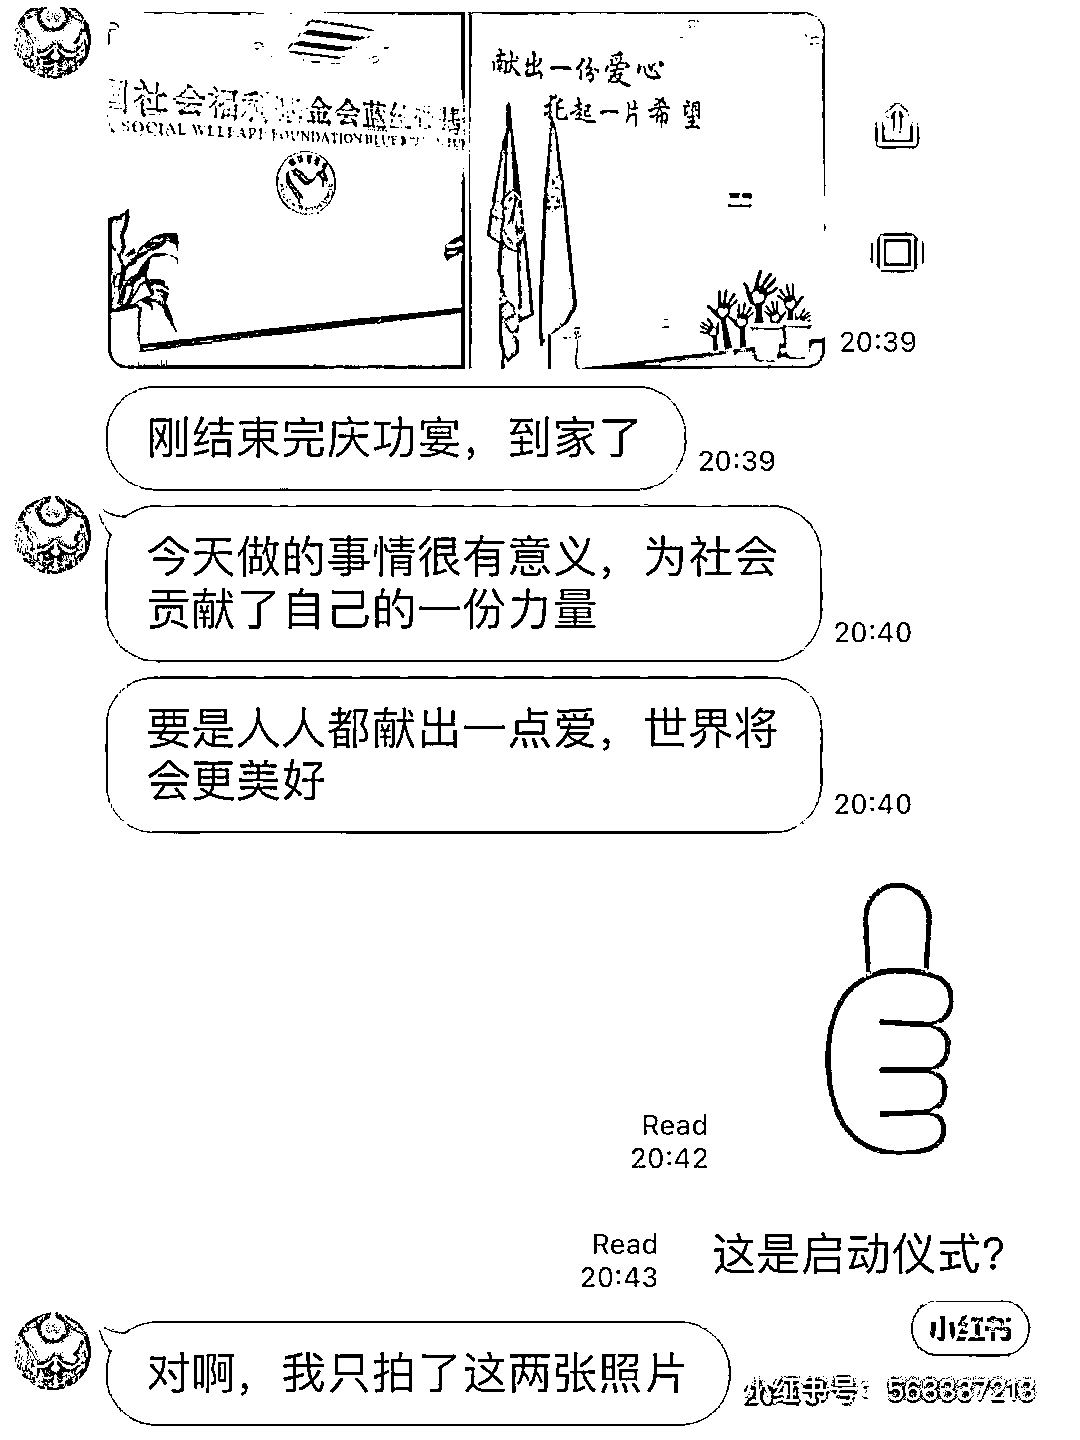 社会福利基金会蓝
SOCIAL WELFARE FOUNDATION BLUE
献出一份爱心
托起一片希望
20:39
刚结束完庆功宴，到家了
20:39
今天做的事情很有意义，为社会
贡献了自己的一份力量
20:40
要是人人都献出一点爱，世界将
会更美好
20:40
Read
20:42
Read
20:43
这是启动仪式?
小红书
对啊，我只拍了这两张照片
小红书号：568887218